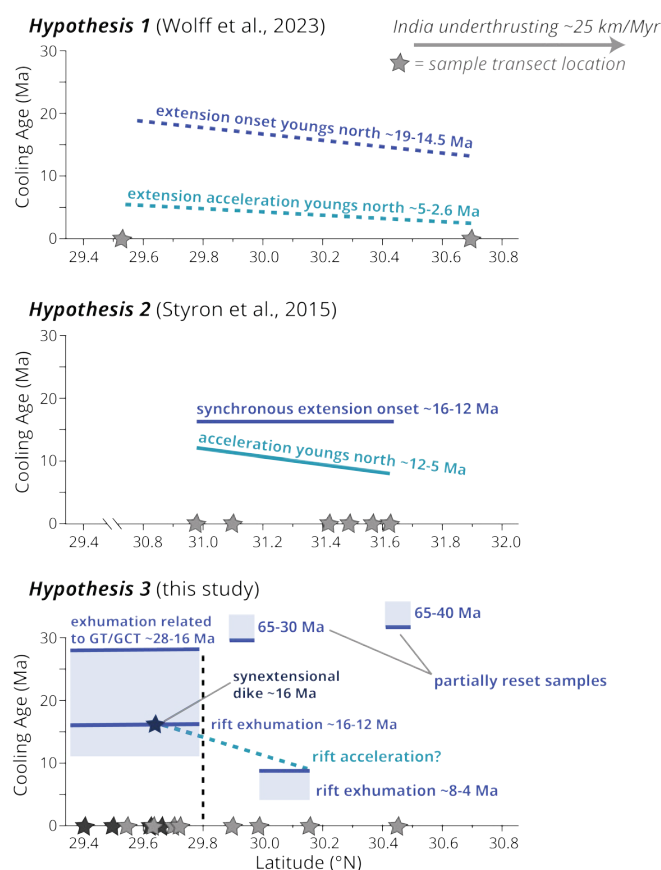 Hypothesis 1 (Wolff et al., 2023)
India underthrusting ~25 km/Myr
= sample transect location
Cooling Age (Ma)
30
20
10
0
extension onset youngs north ~19-14.5 Ma
extension acceleration youngs north ~5-2.6 Ma
29.4 29.6 29.8 30.0 30.2 30.4 30.6 30.8
Hypothesis 2 (Styron et al., 2015)
Cooling Age (Ma)
30
20
10
0
synchronous extension onset ~16-12 Ma
acceleration youngs north ~12-5 Ma
29.4 30.8 31.0 31.2 31.4 31.6 31.8 32.0
Hypothesis 3 (this study)
Cooling Age (Ma)
30
20
10
0
exhumation related
to GT/GCT ~28-16 Ma
65-30 Ma
65-40 Ma
partially reset samples
synextensional
dike ~16 Ma
rift exhumation ~16-12 Ma
rift acceleration?
rift exhumation ~8-4 Ma
29.4 29.6 29.8 30.0 30.2 30.4 30.6 30.8
Latitude (°N)